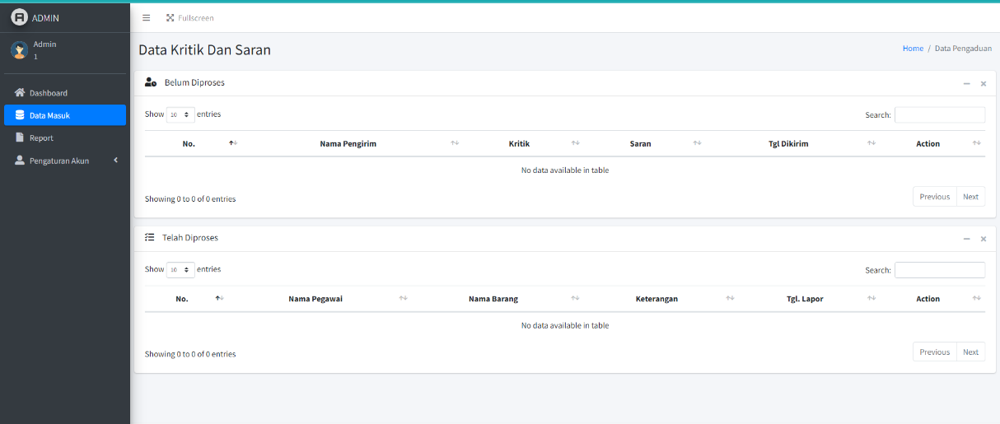 ADMIN
Fullscreen
Admin
1
Dashboard
Data Masuk
Report
Pengaturan Akun
Data Kritik Dan Saran
Home / Data Pengaduan
Belum Diproses
Show 10 entries
Search:
No. Nama Pengirim Kritik Saran Tgl Dikirim Action
No data available in table
Showing 0 to 0 of 0 entries
Previous Next
Telah Diproses
Show 10 entries
Search:
No. Nama Pegawai Nama Barang Keterangan Tgl. Lapor Action
No data available in table
Showing 0 to 0 of 0 entries
Previous Next